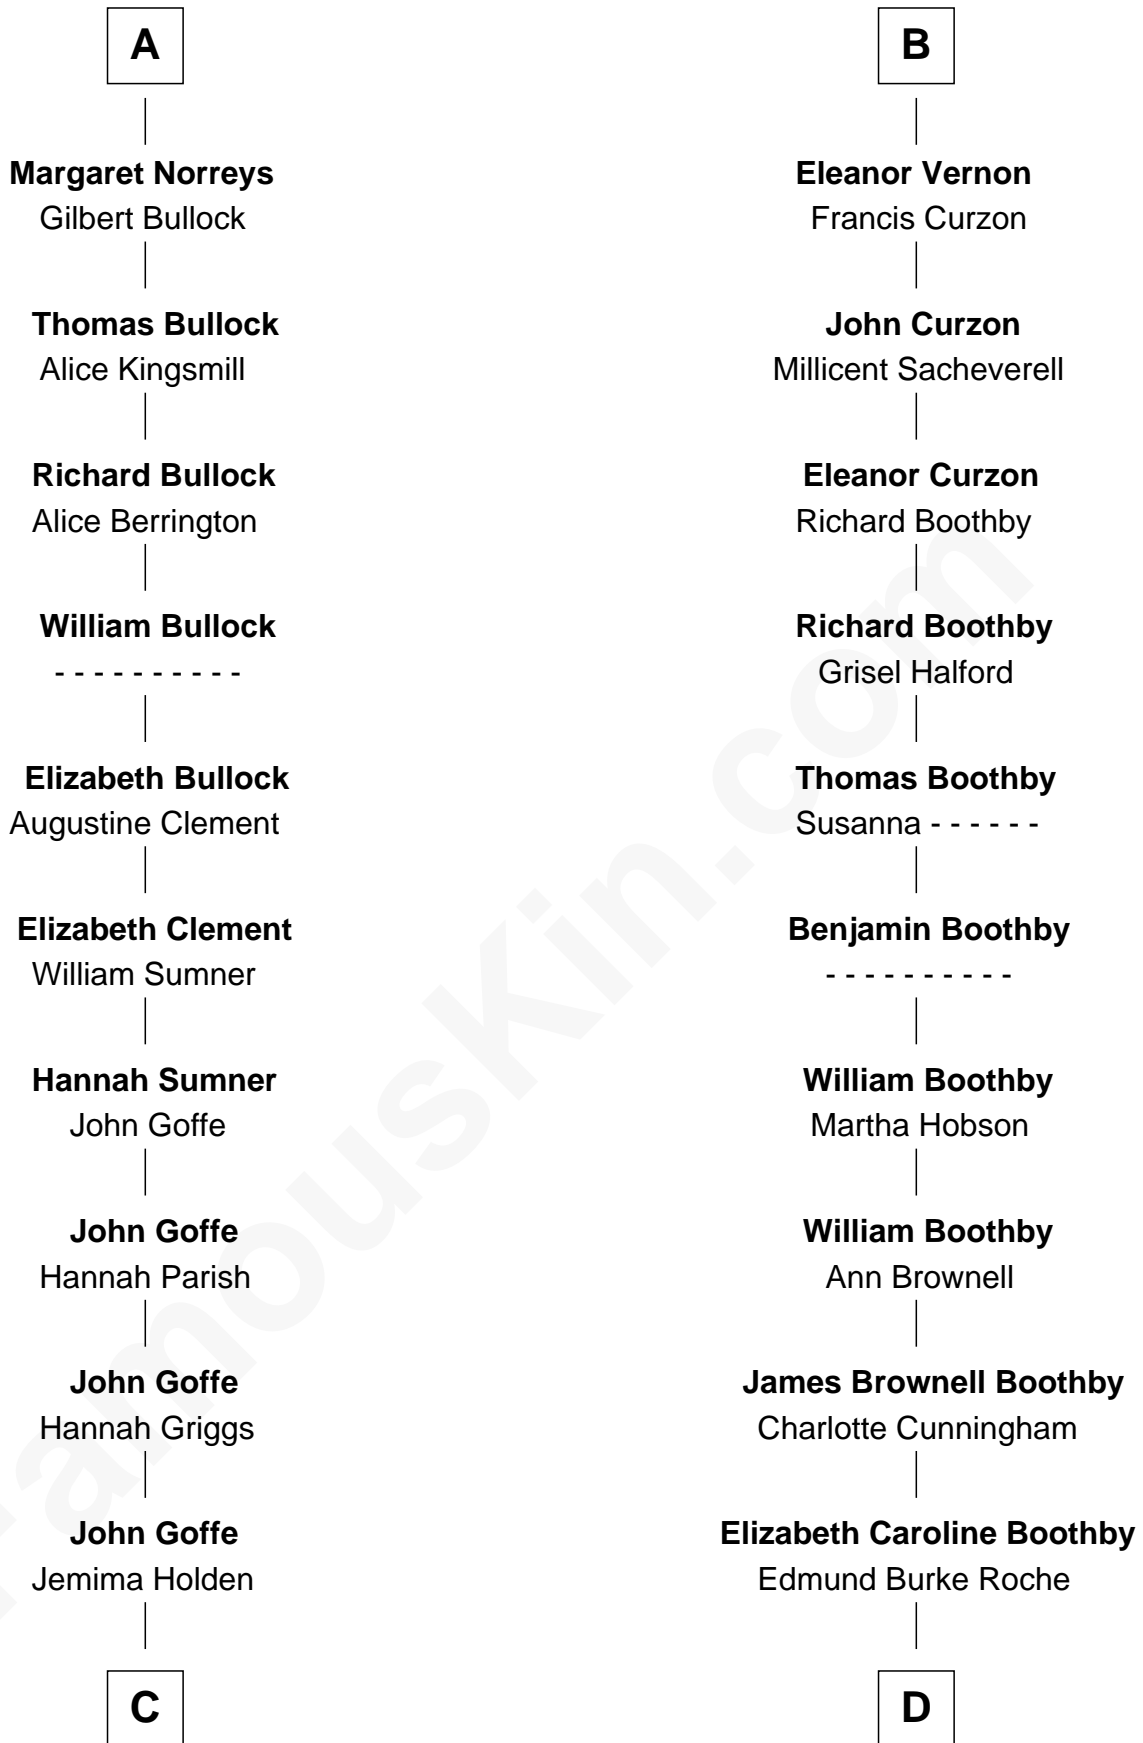 A
Margaret Norreys
Gilbert Bullock
Thomas Bullock
Alice Kingsmill
Richard Bullock
Alice Berrington
William Bullock
- - - - - - - - - -
Elizabeth Bullock
Augustine Clement
Elizabeth Clement
William Sumner
Hannah Sumner
John Goffe
John Goffe
Hannah Parish
John Goffe
Hannah Griggs
John Goffe
Jemima Holden
C
B
Eleanor Vernon
Francis Curzon
John Curzon
Millicent Sacheverell
Eleanor Curzon
Richard Boothby
Richard Boothby
Grisel Halford
Thomas Boothby
Susanna - - - - - -
Benjamin Boothby
- - - - - - - - - -
William Boothby
Martha Hobson
William Boothby
Ann Brownell
James Brownell Boothby
Charlotte Cunningham
Elizabeth Caroline Boothby
Edmund Burke Roche
D
FamousKin.com